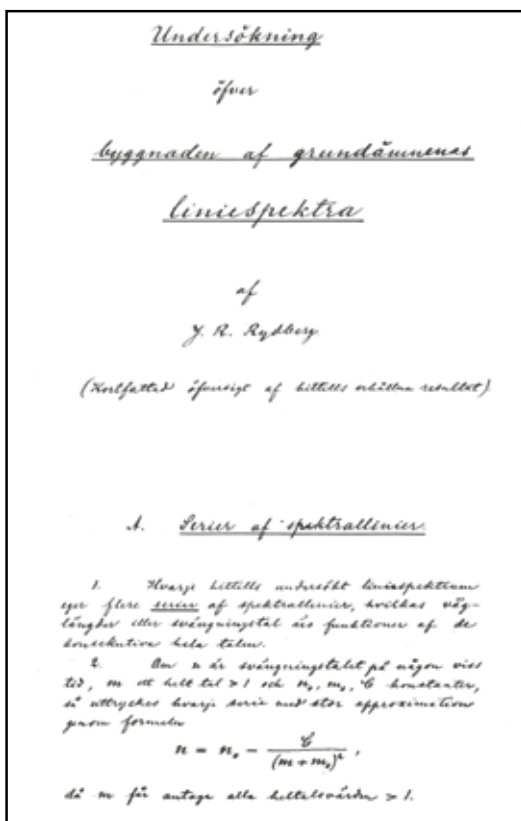 Undersökning
öfver
byggnaden af grundämnenas
liniespektra
af
J. R. Rydberg.
(Kortfattad öfversigt af hittills erhållna resultat).
A. Serier af spektrallinier.
1. Hvarje hittills undersökt liniespektrum
eger flere serier af spektrallinier, hvilkas våg-
längder eller svängningstal äro funktioner af de
konsekutiva hela talen.
2. Om n är svängningstalet på någon viss
tid, m ett helt tal > 1 och n₀, m₀, C konstanter,
så uttryckes hvarje serie med stor approximation
genom formeln
n = n₀ - C/(m + m₀)²,
då m får antaga alla heltalsvärden > 1.